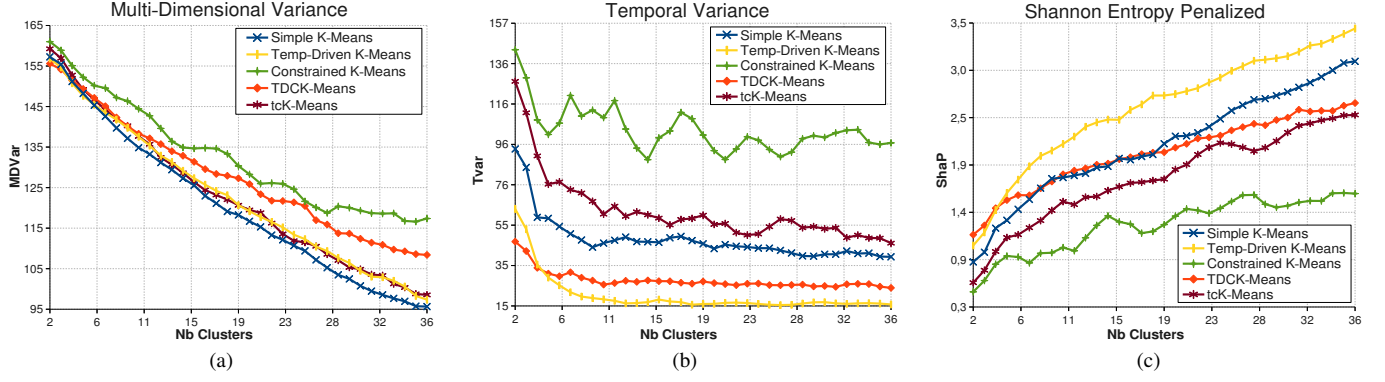 Multi-Dimensional Variance
MDVar
165
155
145
135
125
115
105
95
Simple K-Means
Temp-Driven K-Means
Constrained K-Means
TDCK-Means
tcK-Means
2 6 11 15 19 23 28 32 36
Nb Clusters
(a)
Temporal Variance
Tvar
156
136
116
96
76
55
35
15
Simple K-Means
Temp-Driven K-Means
Constrained K-Means
TDCK-Means
tcK-Means
2 6 11 15 19 23 28 32 36
Nb Clusters
(b)
Shannon Entropy Penalized
ShaP
3,5
3,0
2,5
1,9
1,4
0,9
0,3
Simple K-Means
Temp-Driven K-Means
Constrained K-Means
TDCK-Means
tcK-Means
2 6 11 15 19 23 28 32 36
Nb Clusters
(c)